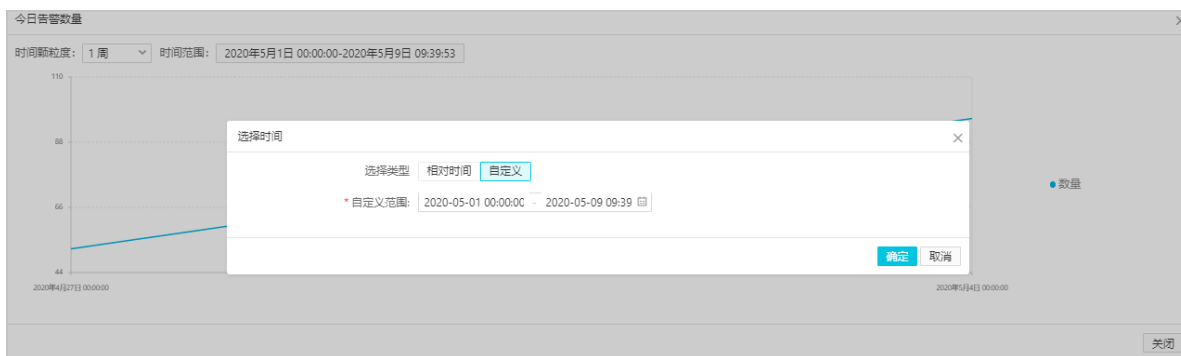 今日告警数量
时间颗粒度： 1 周 时间范围： 2020年5月1日 00:00:00-2020年5月9日 09:39:53
110
选择时间
88
选择类型 相对时间 自定义
数量
* 自定义范围: 2020-05-01 00:00:00 - 2020-05-09 09:39
66
确定 取消
44
2020年4月27日 00:00:00 2020年5月4日 00:00:00
关闭